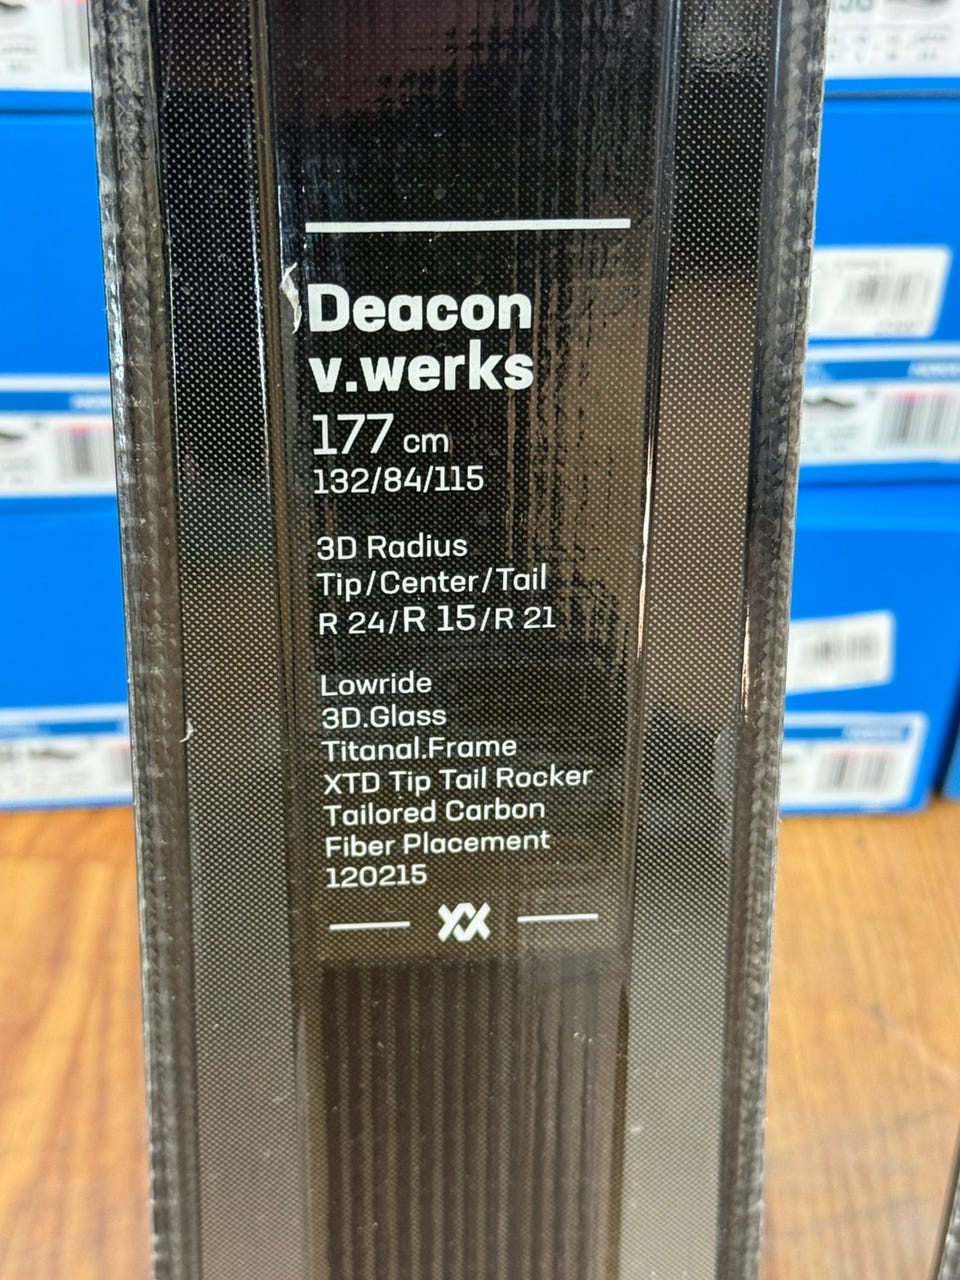 Deacon
v.werks
177 cm
132/84/115
3D Radius
Tip/Center/Tail
R 24/R 15/R 21
Lowride
3D.Glass
Titanal.Frame
XTD Tip Tail Rocker
Tailored Carbon
Fiber Placement
120215